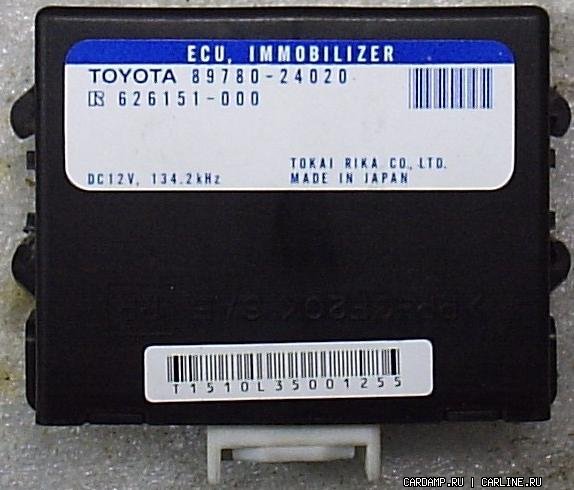 ECU, IMMOBILIZER
TOYOTA 89780-24020
R 626151-000
TOKAI RIKA CO., LTD.
DC12V, 134.2kHz MADE IN JAPAN
T1510L35001255
CARDAMP.RU | CARLINE.RU